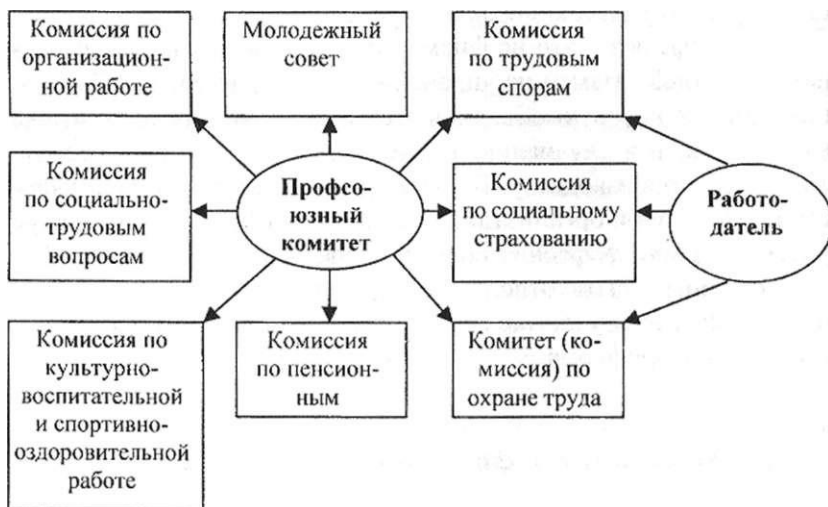 Комиссия по
организацион-
ной работе
Молодежный
совет
Комиссия
по трудовым
спорам
Комиссия
по социально-
трудовым
вопросам
Профсо-
юзный
комитет
Комиссия
по социальному
страхованию
Работо-
датель
Комиссия по
культурно-
воспитательной
и спортивно-
оздоровительной
работе
Комиссия
по пенсион-
ным
Комитет (ко-
миссия) по
охране труда